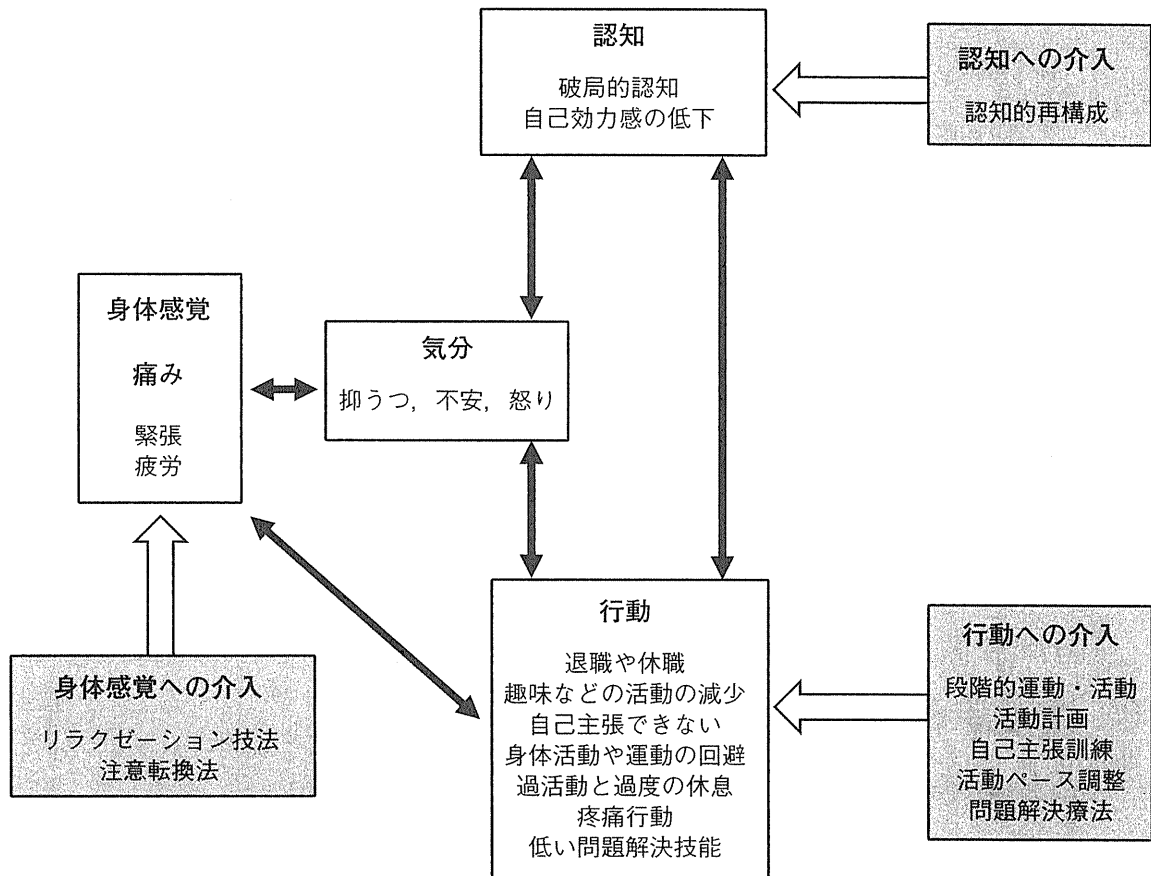 認知
破局的認知
自己効力感の低下
認知への介入
認知的再構成
身体感覚
痛み
緊張
疲労
気分
抑うつ，不安，怒り
行動
退職や休職
趣味などの活動の減少
自己主張できない
身体活動や運動の回避
過活動と過度の休息
疼痛行動
低い問題解決技能
身体感覚への介入
リラクゼーション技法
注意転換法
行動への介入
段階的運動・活動
活動計画
自己主張訓練
活動ペース調整
問題解決療法